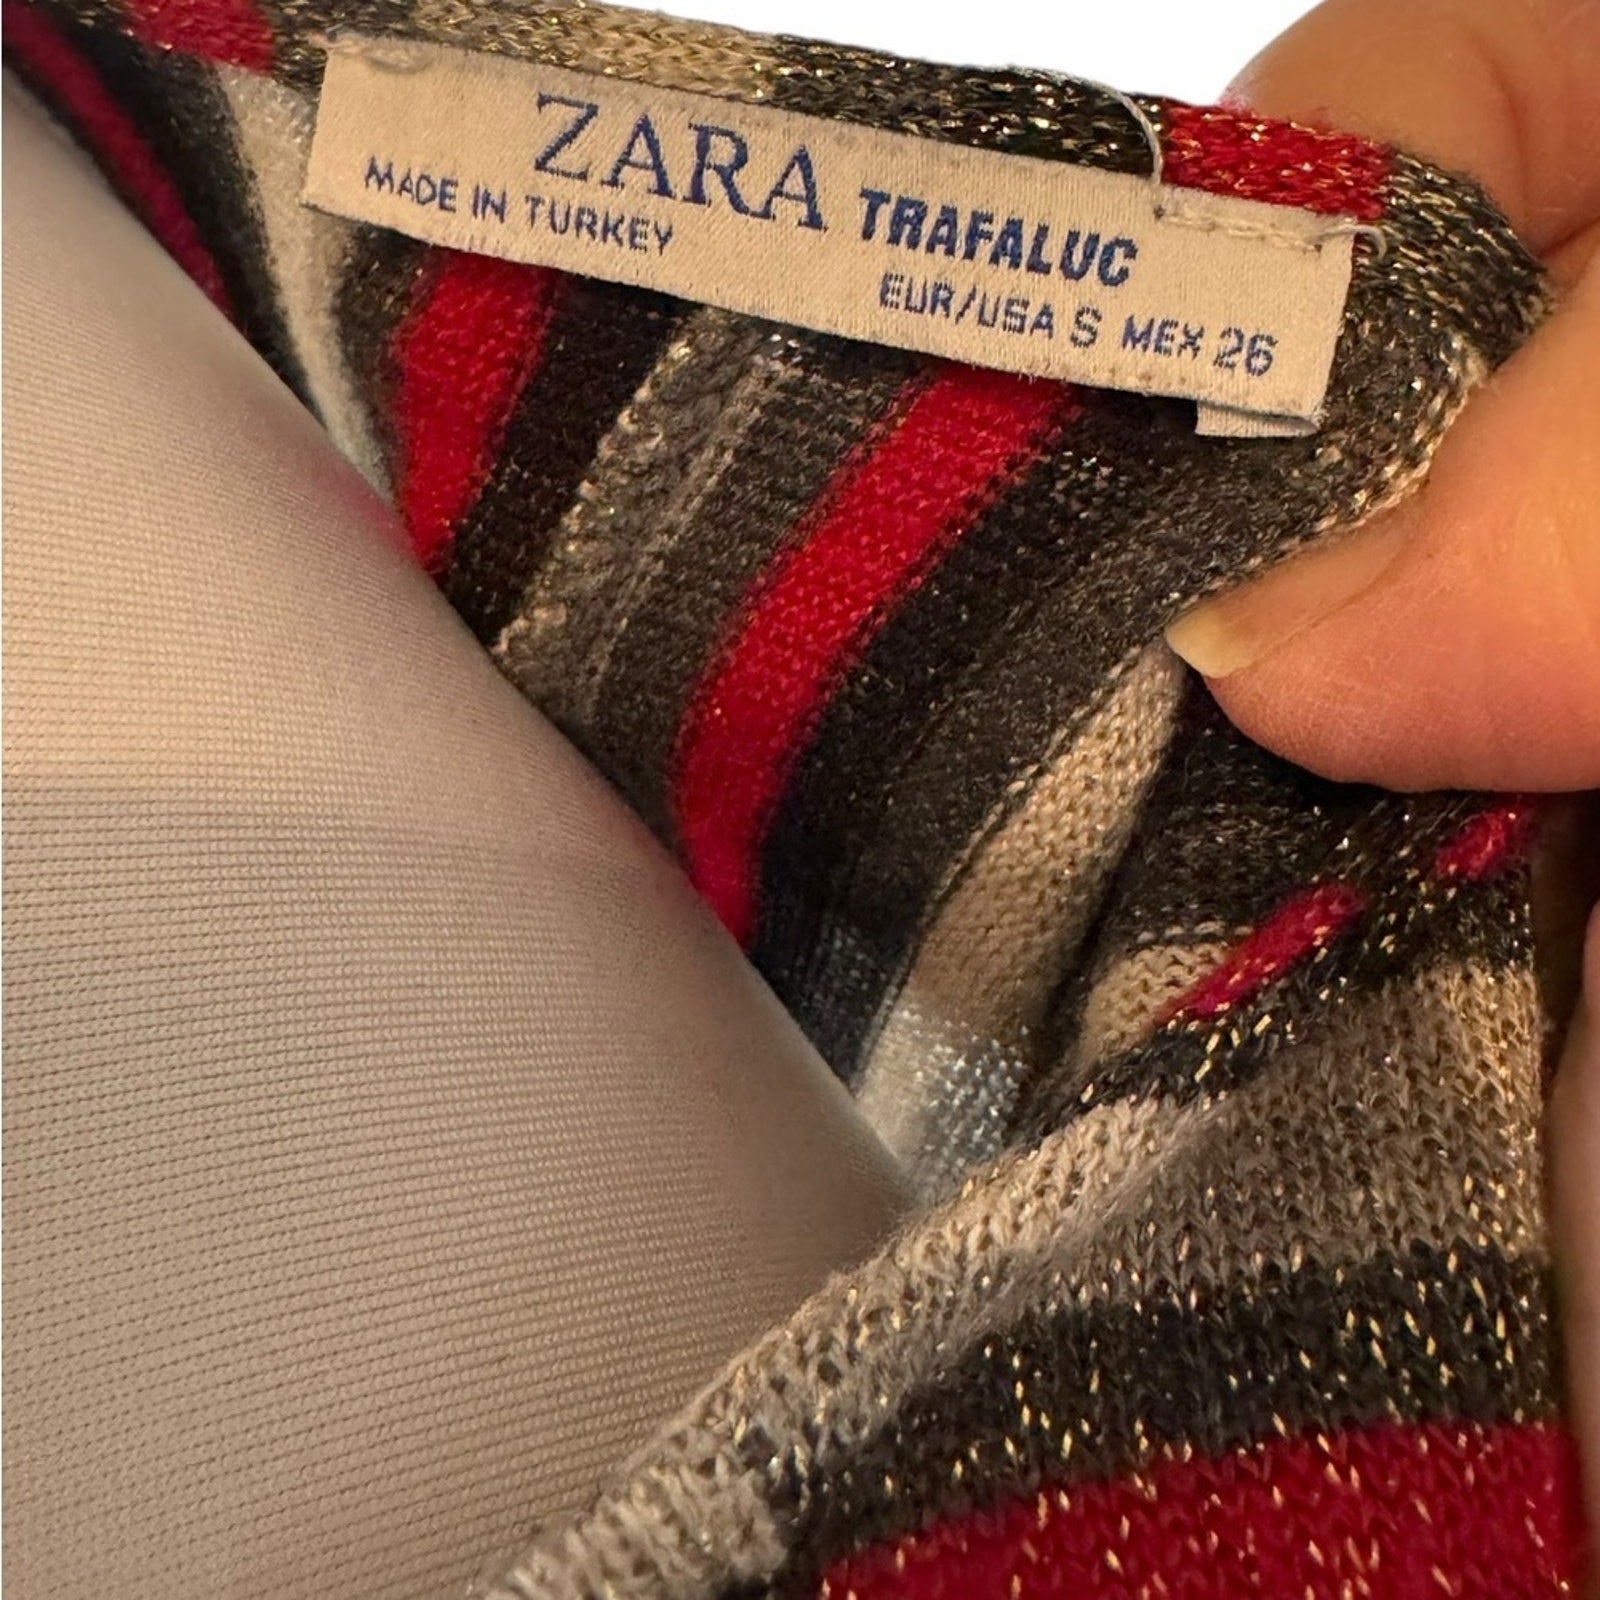 ZARA TRAFALUC
MADE IN TURKEY
EUR/USA S MEX 26